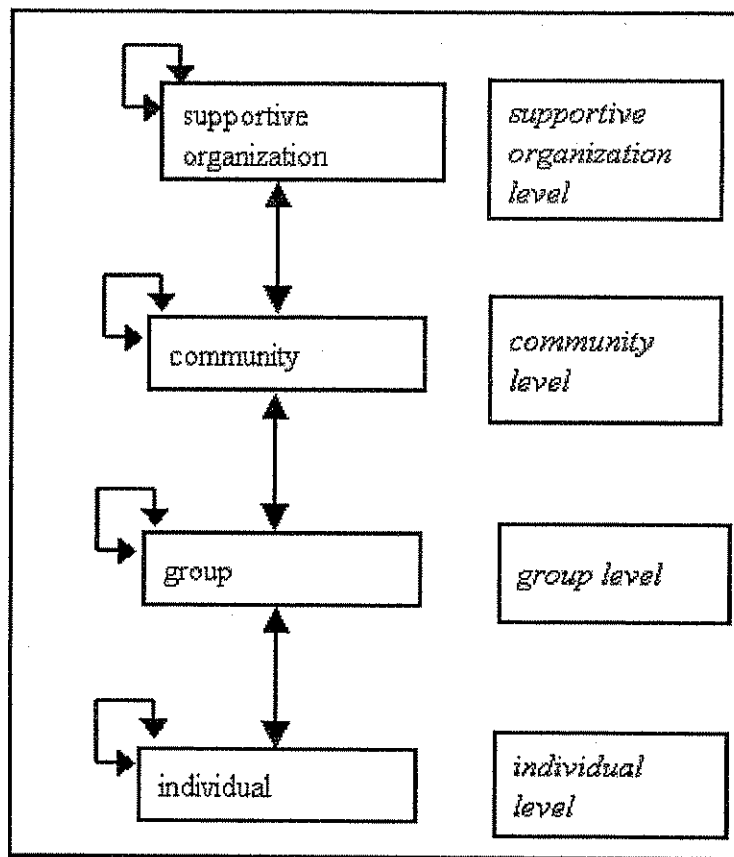 supportive
organization
supportive
organization
level
community
community
level
group
group level
individual
individual
level